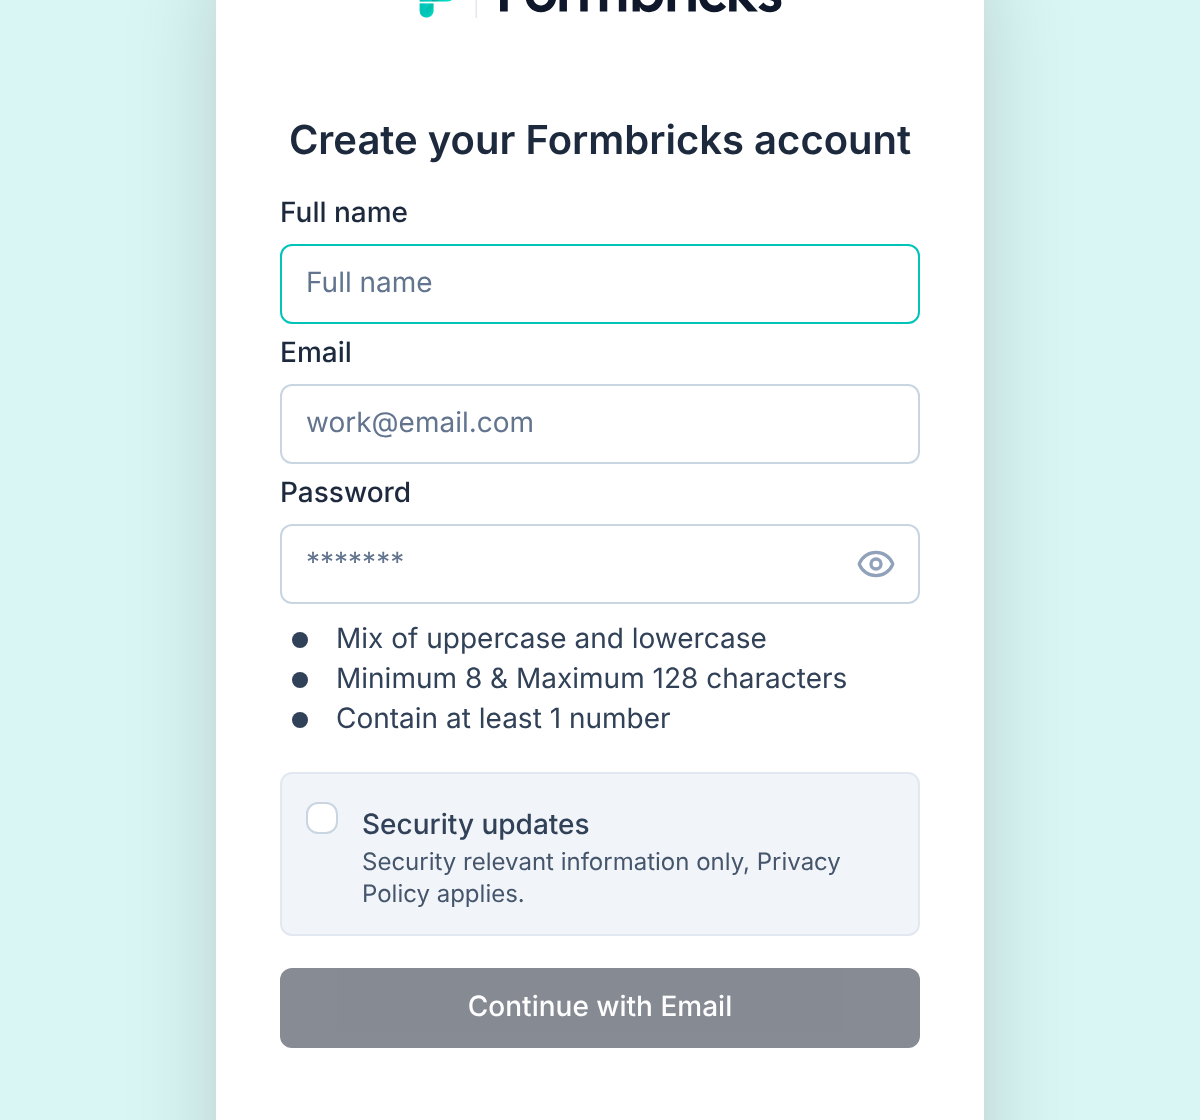 Formbricks
Create your Formbricks account
Full name
Full name
Email
work@email.com
Password
*******
Mix of uppercase and lowercase
Minimum 8 & Maximum 128 characters
Contain at least 1 number
Security updates
Security relevant information only, Privacy
Policy applies.
Continue with Email